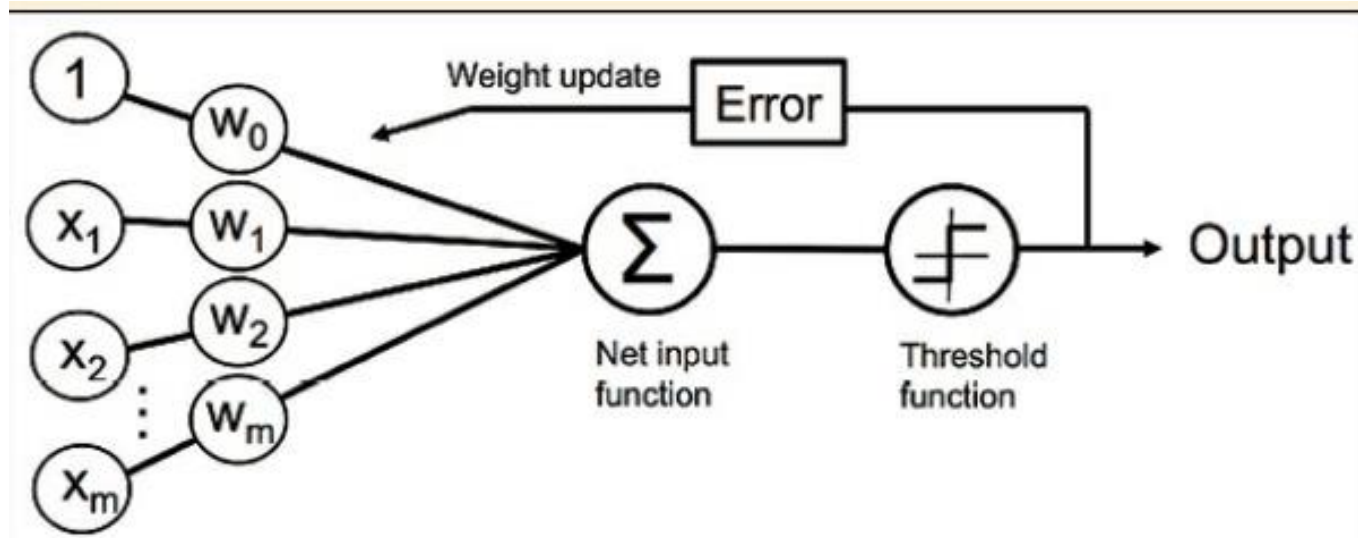 1
w₀
Weight update
Error
x₁
w₁
Σ
Output
x₂
w₂
⋮
wₘ
xₘ
Net input
function
Threshold
function